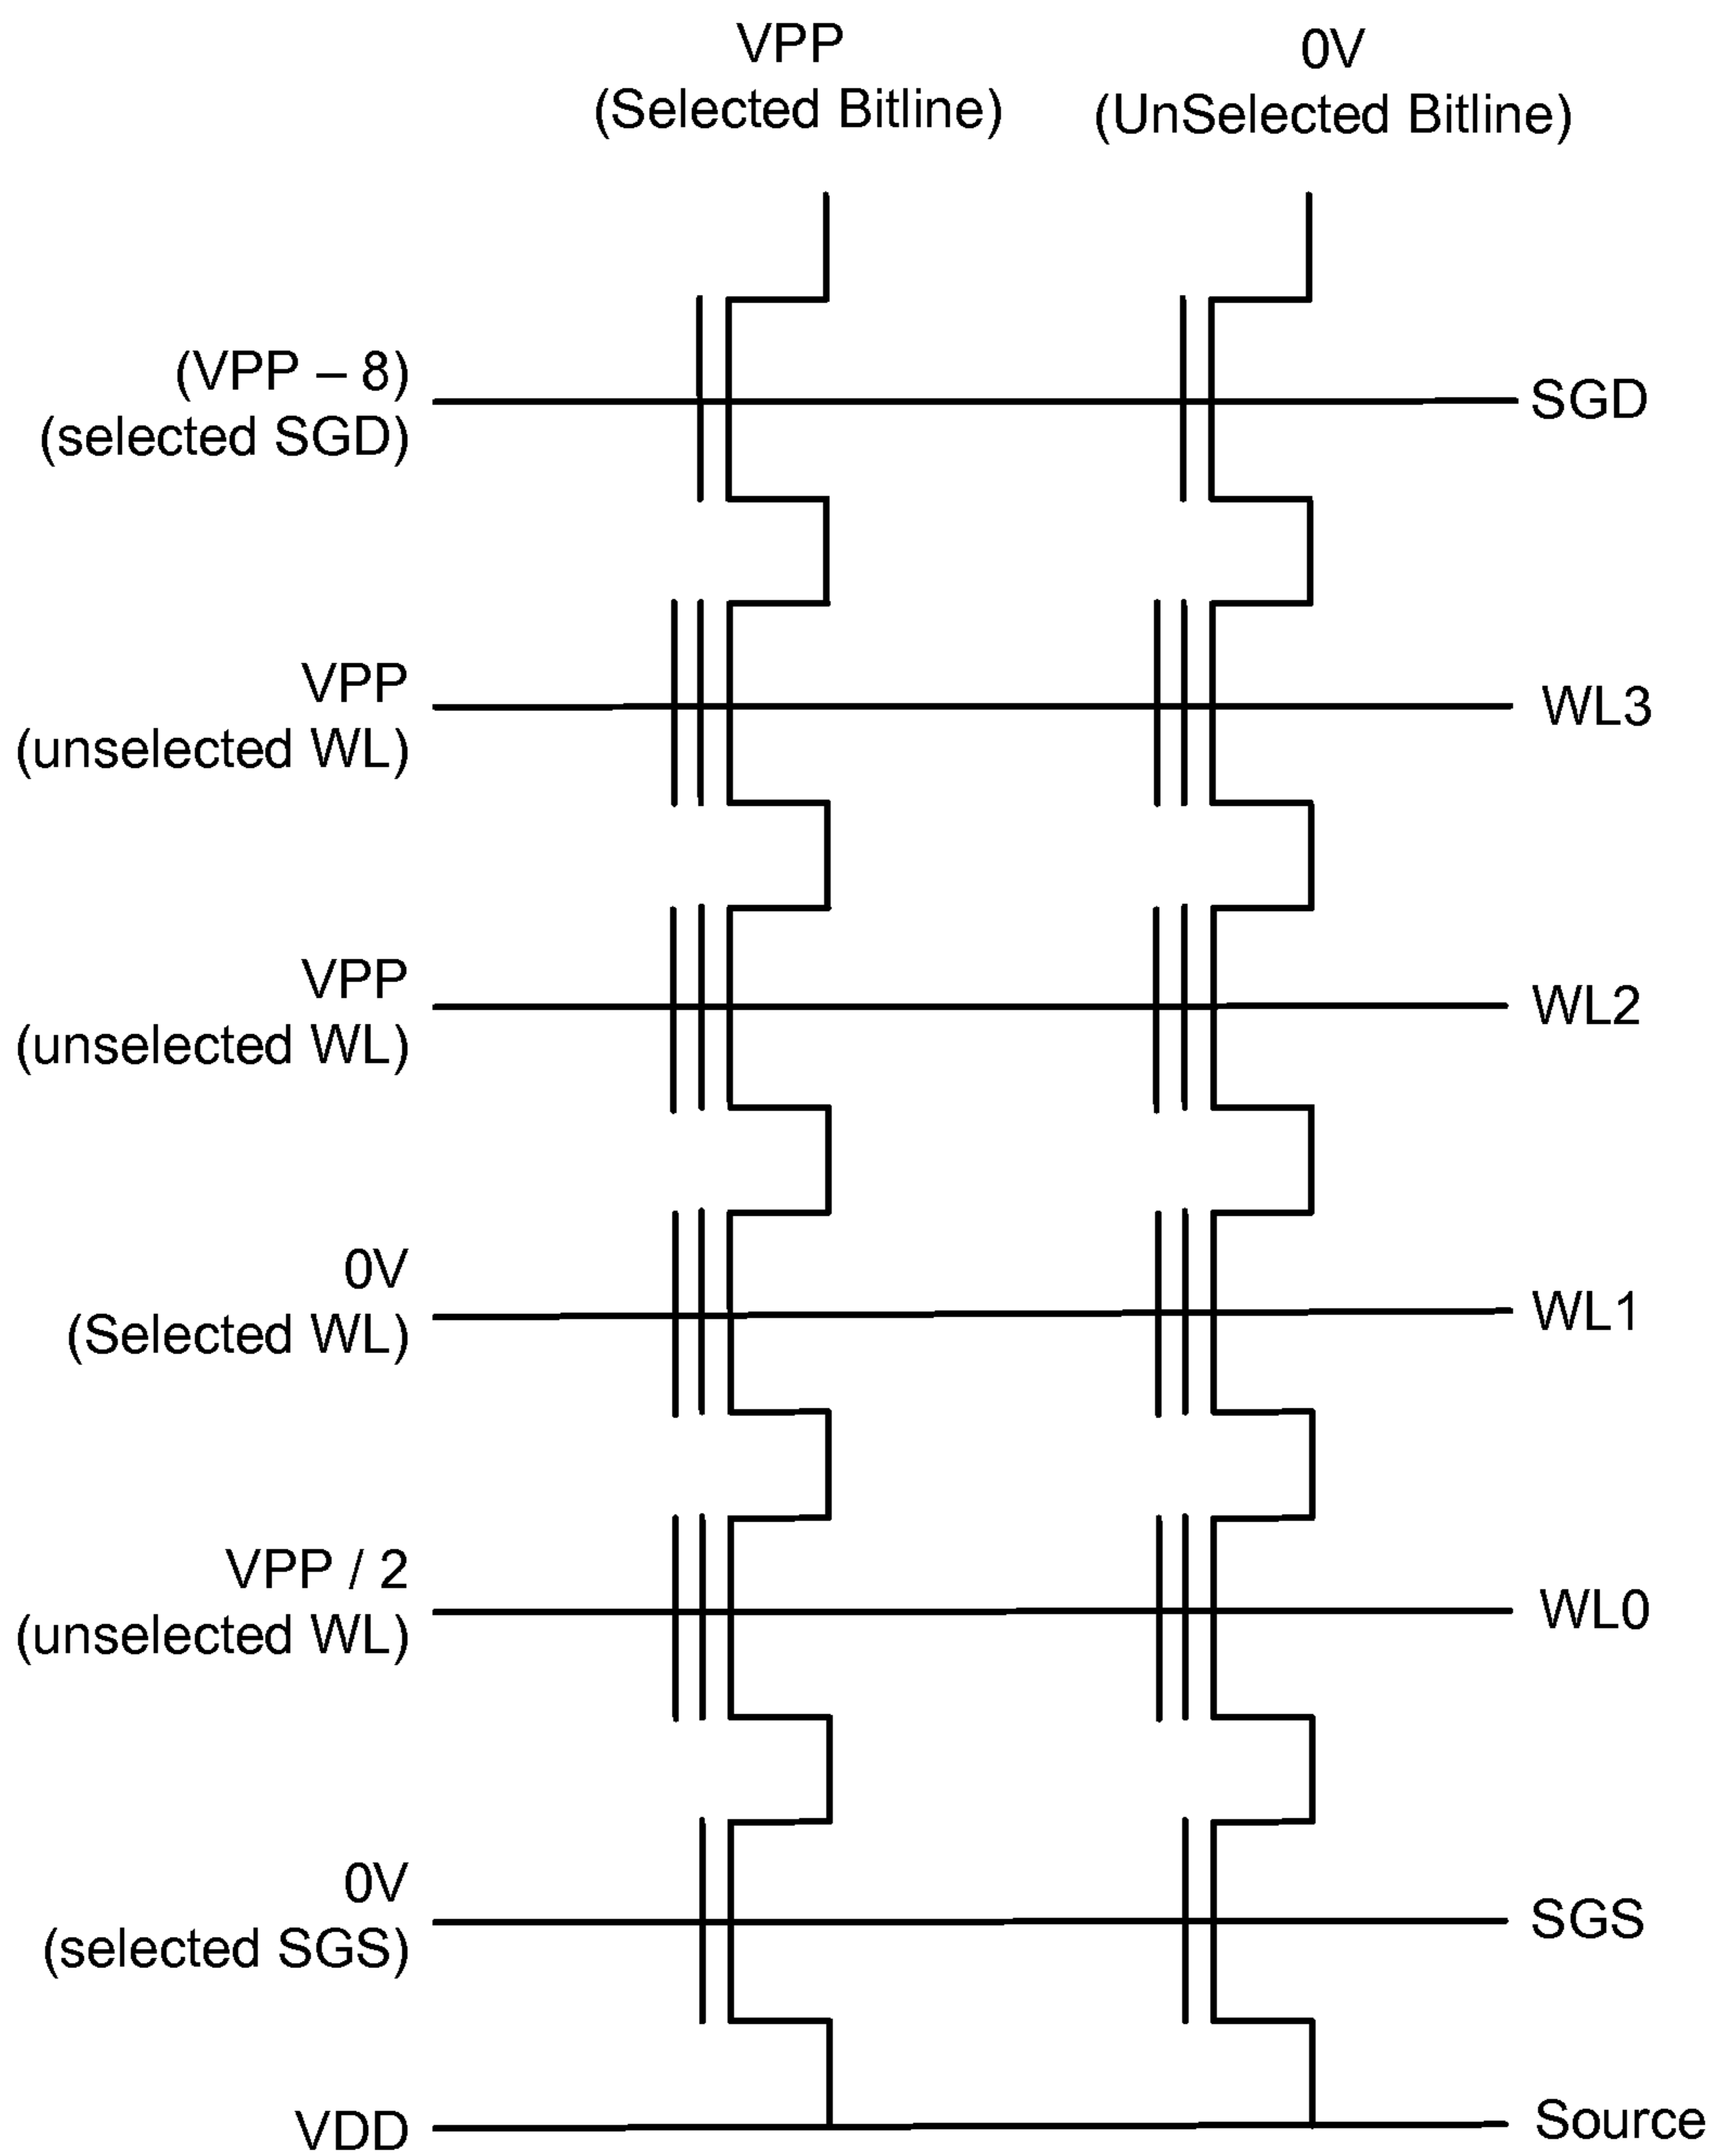 VPP
(Selected Bitline)
0V
(UnSelected Bitline)
(VPP – 8)
(selected SGD)
SGD
VPP
(unselected WL)
WL3
VPP
(unselected WL)
WL2
0V
(Selected WL)
WL1
VPP / 2
(unselected WL)
WL0
0V
(selected SGS)
SGS
VDD
Source